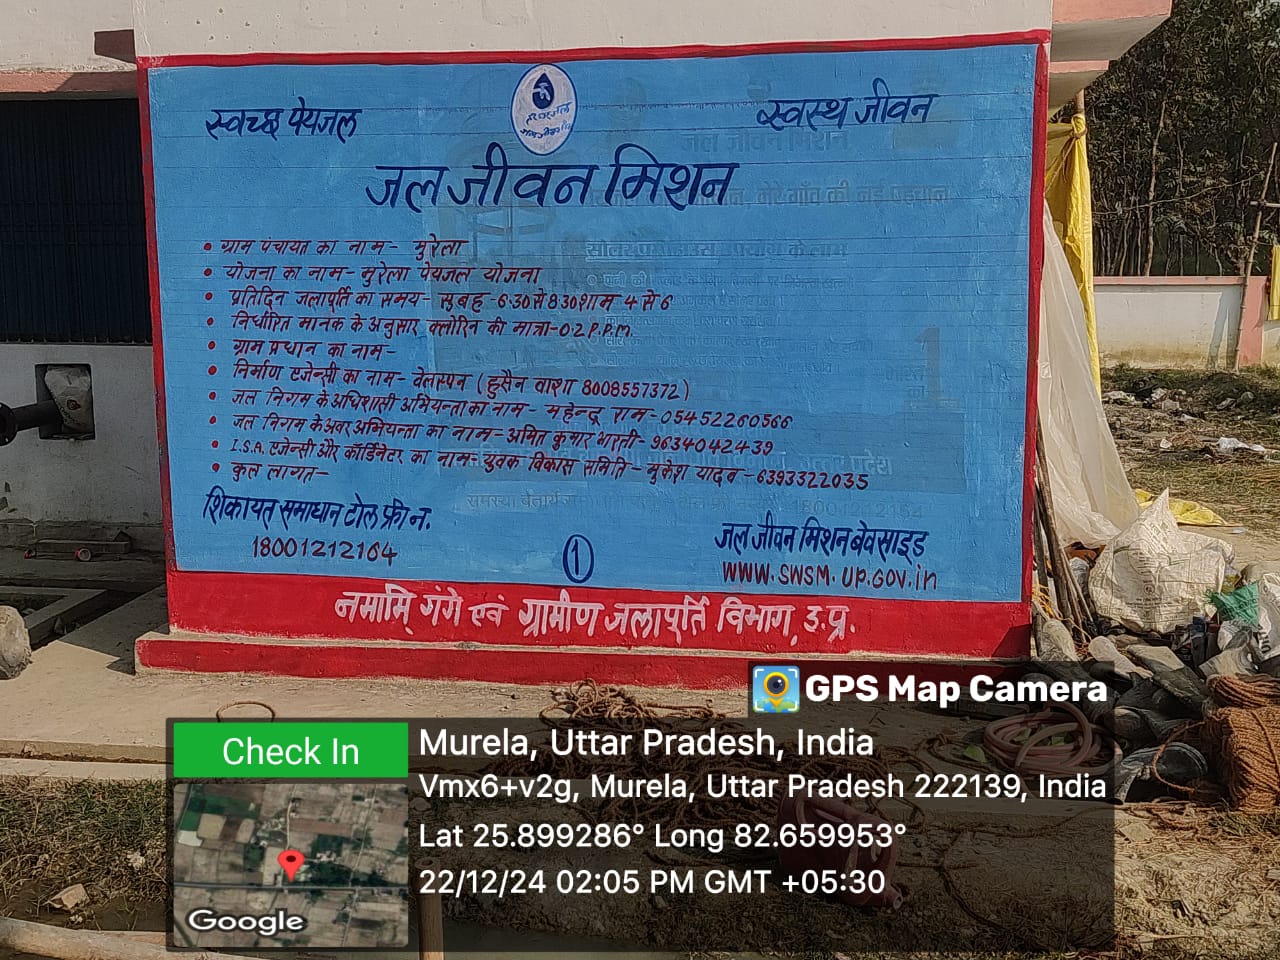 स्वच्छ पेयजल
स्वस्थ जीवन
जल जीवन मिशन
• ग्राम पंचायत का नाम - मुरेला
• योजना का नाम - मुरेला पेयजल योजना
• प्रतिदिन जलापूर्ति का समय - सुबह - 6.30 से 8.30 शाम 4 से 6
• निर्धारित मानक के अनुसार क्लोरिन की मात्रा - 0.2 P.P.M.
• ग्राम प्रधान का नाम -
• निर्माण एजेन्सी का नाम - वेलस्पन (हुसैन वाशा 8008557372)
• जल निगम के अधिशासी अभियन्ता का नाम - महेन्द्र राम - 05452260566
• जल निगम के अवर अभियन्ता का नाम - अमित कुमार भारती - 9634042439
• I.S.A. एजेन्सी और कोर्डिनेटर का नाम - युवक विकास समिति - मुकेश यादव - 6393322035
• कुल लागत -
शिकायत समाधान टोल फ्री न.
18001212164
1
जल जीवन मिशन बेवसाइड
WWW.SWSM.UP.GOV.in
नमामि गंगे एवं ग्रामीण जलापूर्ति विभाग, उ.प्र.
GPS Map Camera
Check In
Murela, Uttar Pradesh, India
Vmx6+v2g, Murela, Uttar Pradesh 222139, India
Lat 25.899286° Long 82.659953°
22/12/24 02:05 PM GMT +05:30
Google